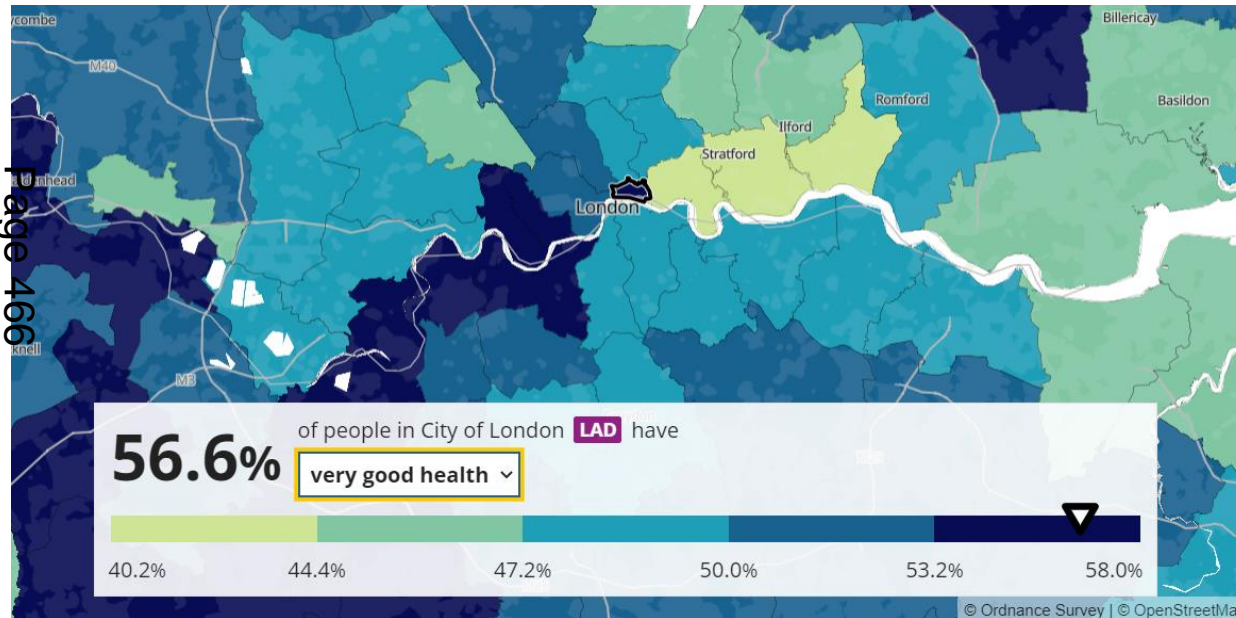 ycombe
Billericay
M40
Romford
Basildon
Ilford
Stratford
enhead
London
Page 466
knell
M3
56.6% of people in City of London LAD have
very good health
40.2% 44.4% 47.2% 50.0% 53.2% 58.0%
© Ordnance Survey | © OpenStreetMa